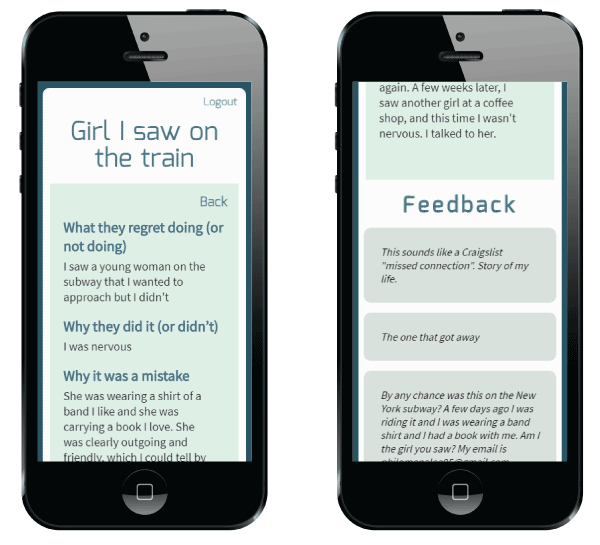 Logout
Girl I saw on
the train
Back
What they regret doing (or
not doing)
I saw a young woman on the
subway that I wanted to
approach but I didn't
Why they did it (or didn't)
I was nervous
Why it was a mistake
She was wearing a shirt of a
band I like and she was
carrying a book I love. She
was clearly outgoing and
friendly, which I could tell by
again. A few weeks later, I
saw another girl at a coffee
shop, and this time I wasn't
nervous. I talked to her.
Feedback
This sounds like a Craigslist
"missed connection". Story of my
life.
The one that got away
By any chance was this on the New
York subway? A few days ago I was
riding it and I was wearing a band
shirt and I had a book with me. Am I
the girl you saw? My email is